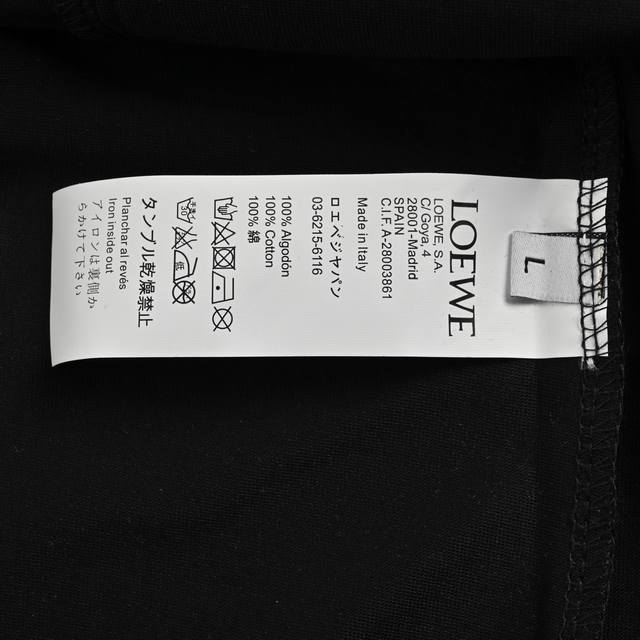 LOEWE
LOEWE, S.A.
C/Goya, 4
28001-Madrid
SPAIN
C.I.F. A-28003861
Made in Italy
ロエベジャパン
03-6215-6116
100% Algodón
100% Cotton
100% 綿
タンブル乾燥禁止
Planchar al revés
Iron inside out
アイロンは裏側か
らかけて下さい
L